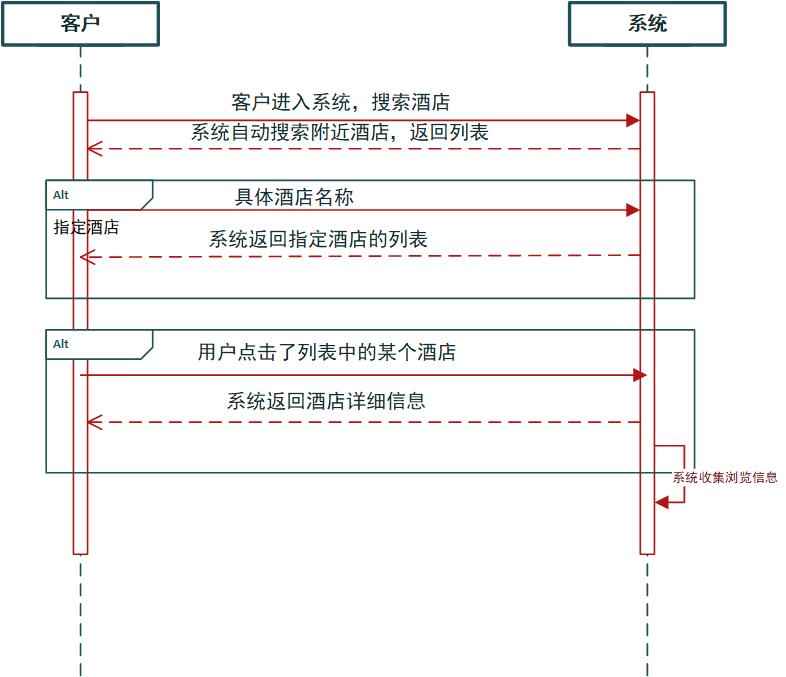 客户
系统
客户进入系统，搜索酒店
系统自动搜索附近酒店，返回列表
Alt
具体酒店名称
指定酒店
系统返回指定酒店的列表
Alt
用户点击了列表中的某个酒店
系统返回酒店详细信息
系统收集浏览信息